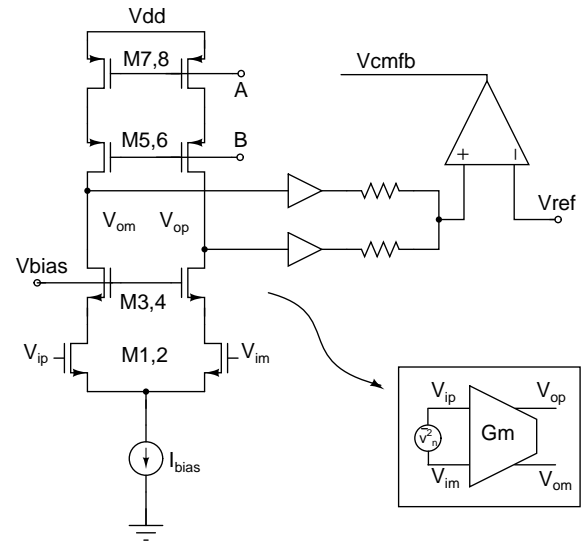 Vdd
M7,8
A
M5,6
B
Vom
Vop
Vbias
M3,4
Vip
M1,2
Vim
Ibias
Vcmfb
+
−
Vref
Vip
Vop
v̄²n
Gm
Vim
Vom